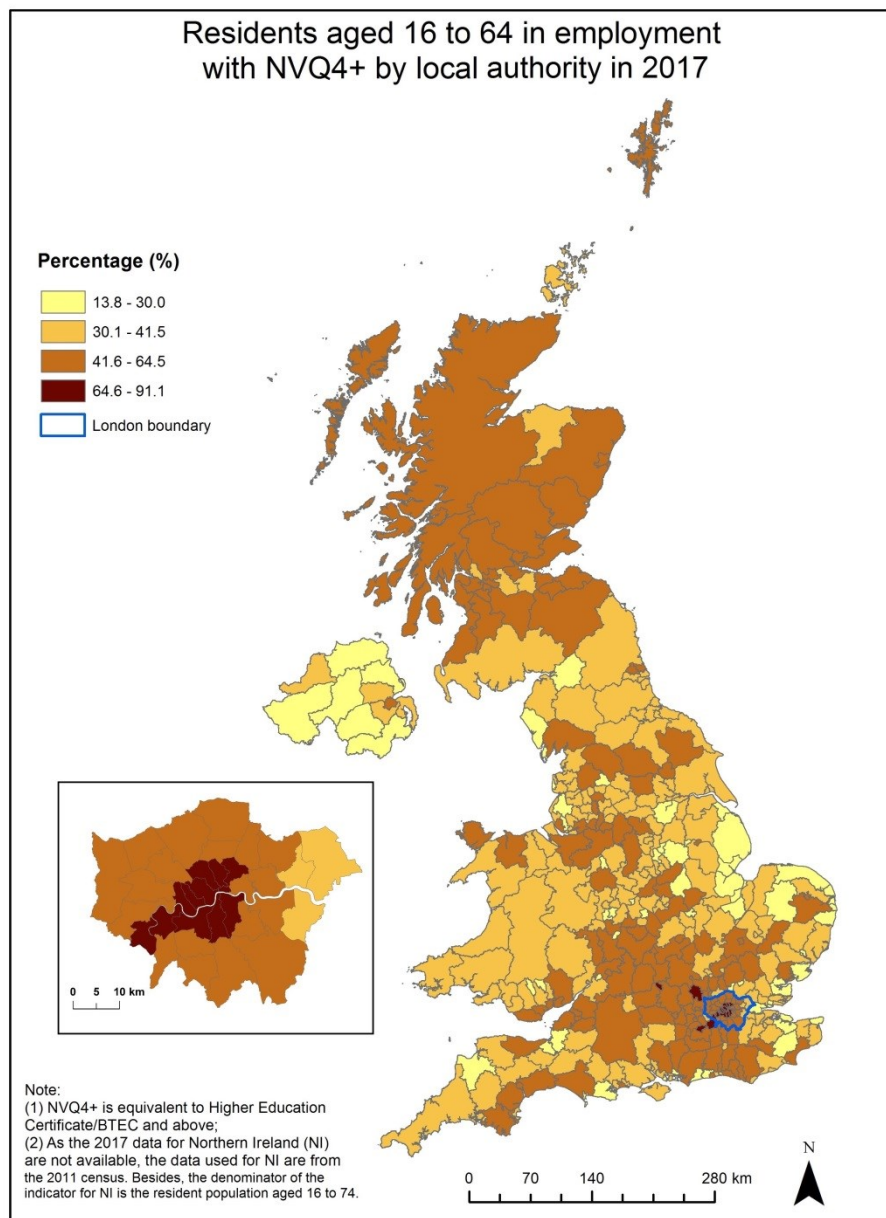 Residents aged 16 to 64 in employment
with NVQ4+ by local authority in 2017
Percentage (%)
13.8 - 30.0
30.1 - 41.5
41.6 - 64.5
64.6 - 91.1
London boundary
0 5 10 km
Note:
(1) NVQ4+ is equivalent to Higher Education
Certificate/BTEC and above;
(2) As the 2017 data for Northern Ireland (NI)
are not available, the data used for NI are from
the 2011 census. Besides, the denominator of the
indicator for NI is the resident population aged 16 to 74.
0 70 140 280 km
N